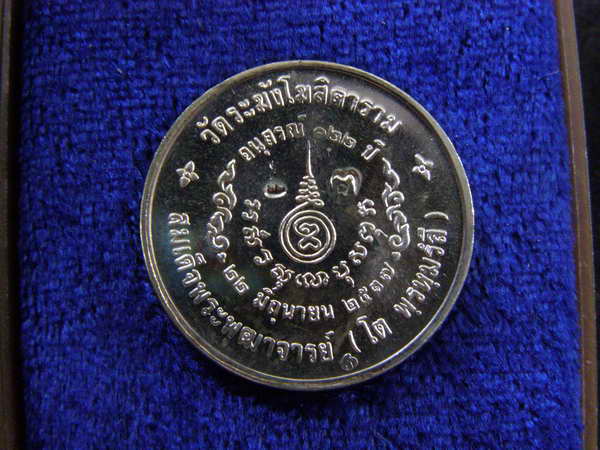 วัดระฆังโฆสิตาราม
อนุสรณ์ ๑๒๒ ปี
๒๒ มิถุนายน ๒๕๓๗
สมเด็จพระพุฒาจารย์ (โต พฺรหฺมรํสี)